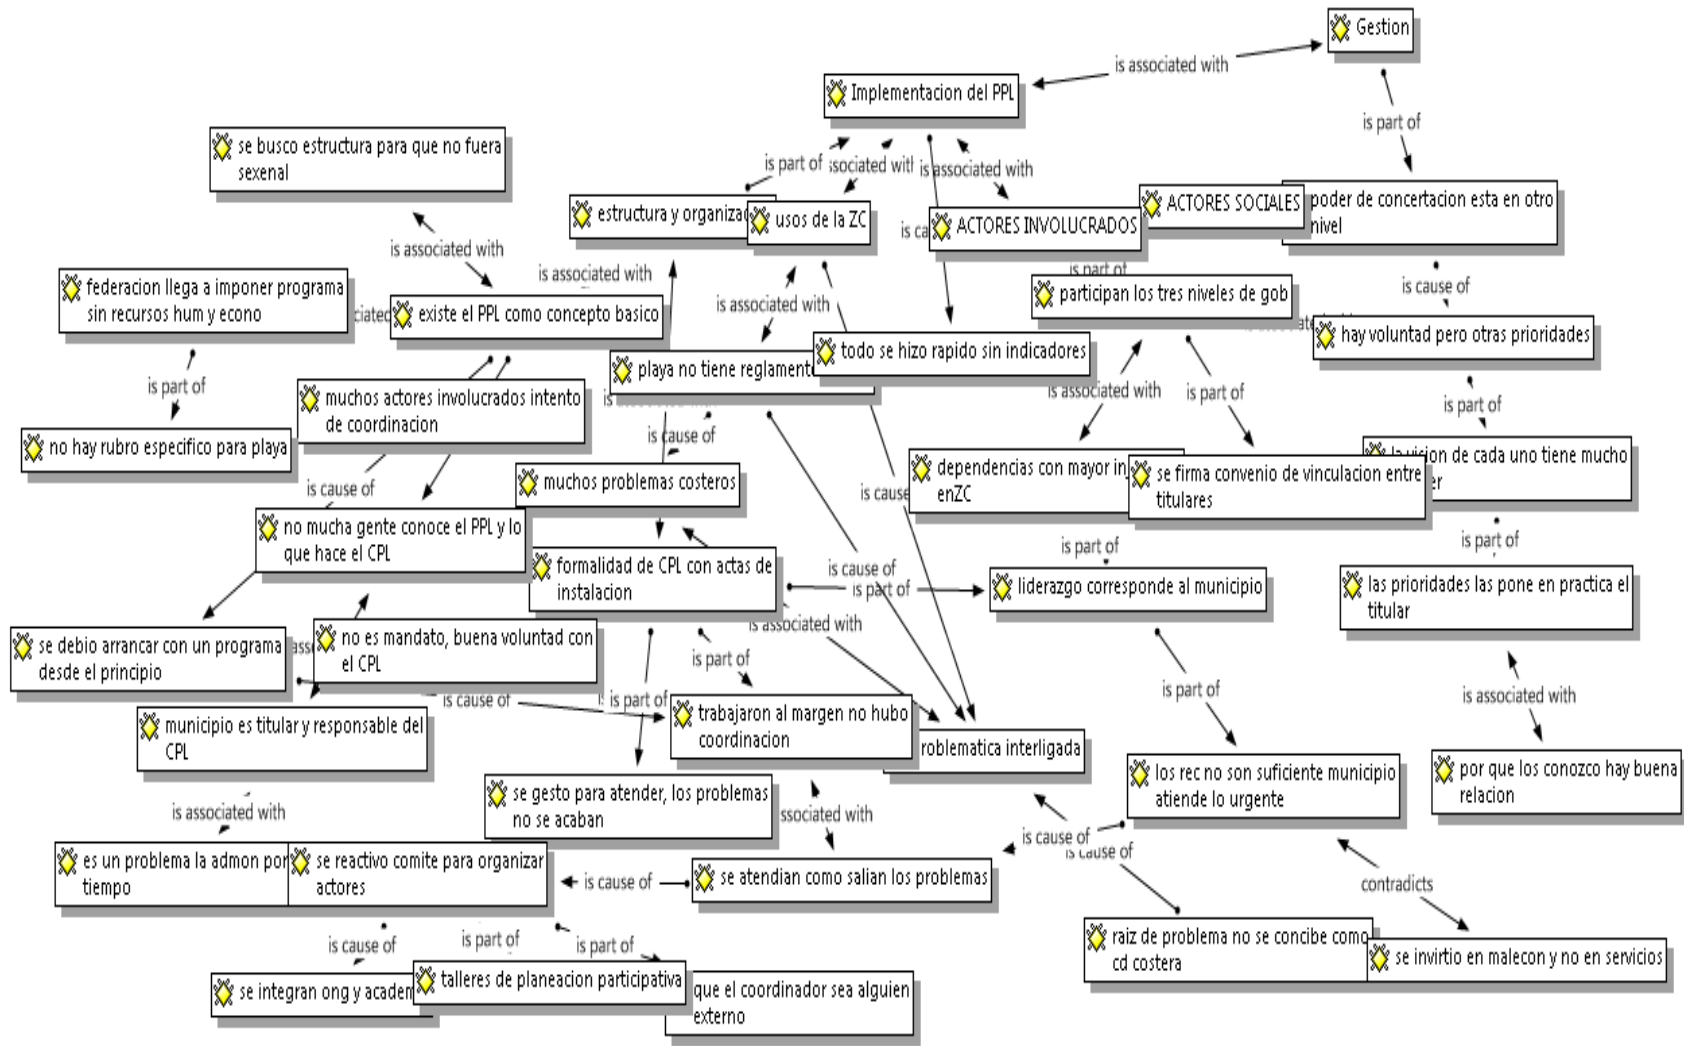 Gestion
is associated with
Implementacion del PPL
is part of
se busco estructura para que no fuera
sexenal
is part of
ssociated with
is associated with
ACTORES SOCIALES
poder de concertacion esta en otro
nivel
estructura y organizac
usos de la ZC
ACTORES INVOLUCRADOS
is ca
is associated with
is associated with
is part of
is cause of
federacion llega a imponer programa
sin recursos hum y econo
existe el PPL como concepto basico
is associated with
participan los tres niveles de gob
hay voluntad pero otras prioridades
todo se hizo rapido sin indicadores
playa no tiene reglament
is part of
muchos actores involucrados intento
de coordinacion
is associated with
is part of
is part of
is cause of
no hay rubro especifico para playa
muchos problemas costeros
is cause of
is cause
dependencias con mayor in
enZC
se firma convenio de vinculacion entre
titulares
vision de cada uno tiene mucho
er
no mucha gente conoce el PPL y lo
que hace el CPL
is part of
is part of
formalidad de CPL con actas de
instalacion
is cause of
is part of
liderazgo corresponde al municipio
las prioridades las pone en practica el
titular
is associated with
se debio arrancar con un programa
desde el principio
no es mandato, buena voluntad con
el CPL
is part of
is part of
is associated with
is cause of
is part of
trabajaron al margen no hubo
coordinacion
municipio es titular y responsable del
CPL
roblematica interligada
los rec no son suficiente municipio
atiende lo urgente
por que los conozco hay buena
relacion
se gesto para atender, los problemas
no se acaban
ssociated with
is associated with
is cause of
is cause of
es un problema la admon por
tiempo
se reactivo comite para organizar
actores
is cause of
se atendian como salian los problemas
contradicts
is cause of
is part of
is part of
raiz de problema no se concibe como
cd costera
se invirtio en malecon y no en servicios
se integran ong y academ
talleres de planeacion participativa
que el coordinador sea alguien
externo